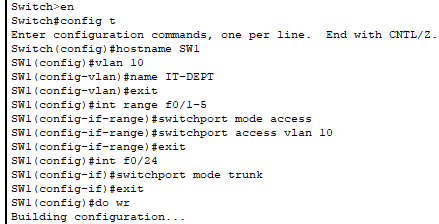 Switch>en
Switch#config t
Enter configuration commands, one per line.  End with CNTL/Z.
Switch(config)#hostname SW1
SW1(config)#vlan 10
SW1(config-vlan)#name IT-DEPT
SW1(config-vlan)#exit
SW1(config)#int range f0/1-5
SW1(config-if-range)#switchport mode access
SW1(config-if-range)#switchport access vlan 10
SW1(config-if-range)#exit
SW1(config)#int f0/24
SW1(config-if)#switchport mode trunk
SW1(config-if)#exit
SW1(config)#do wr
Building configuration...